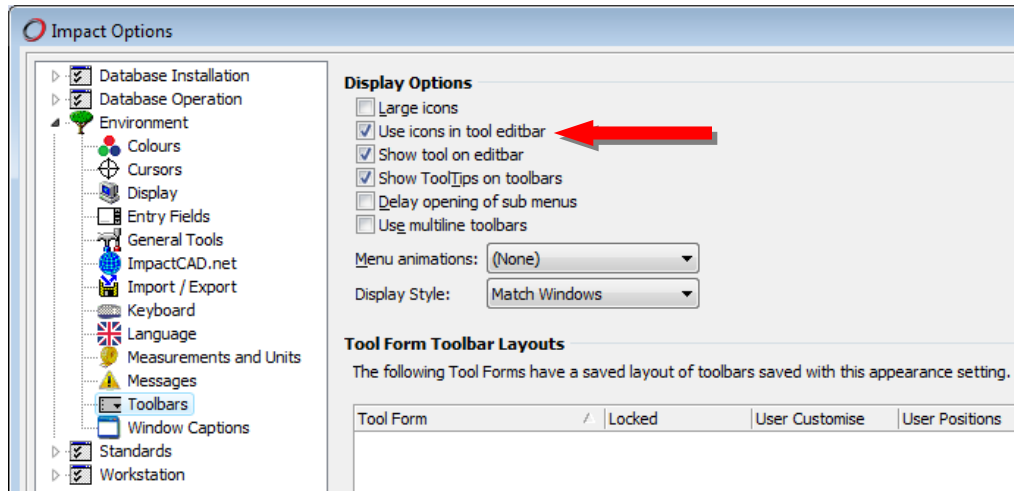 Impact Options
Database Installation
Database Operation
Environment
Colours
Cursors
Display
Entry Fields
General Tools
ImpactCAD.net
Import / Export
Keyboard
Language
Measurements and Units
Messages
Toolbars
Window Captions
Standards
Workstation
Display Options
Large icons
Use icons in tool editbar
Show tool on editbar
Show ToolTips on toolbars
Delay opening of sub menus
Use multiline toolbars
Menu animations: (None)
Display Style: Match Windows
Tool Form Toolbar Layouts
The following Tool Forms have a saved layout of toolbars saved with this appearance setting.
Tool Form Locked User Customise User Positions